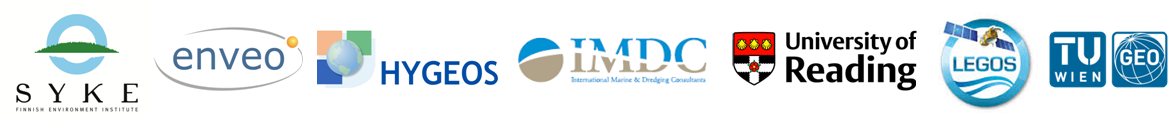 SYKE
FINNISH ENVIRONMENT INSTITUTE
enveo
HYGEOS
IMDC
International Marine & Dredging Consultants
University of
Reading
LEGOS
TU
WIEN
GEO